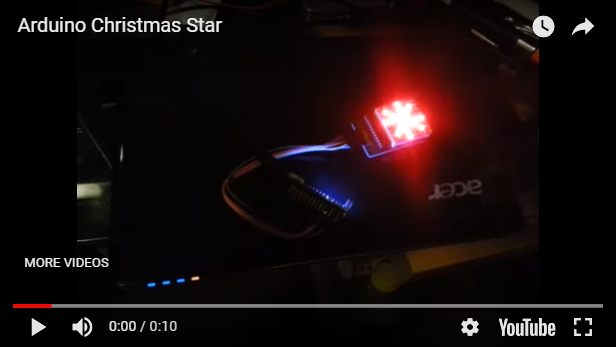 Arduino Christmas Star
acer
MORE VIDEOS
0:00 / 0:10
YouTube